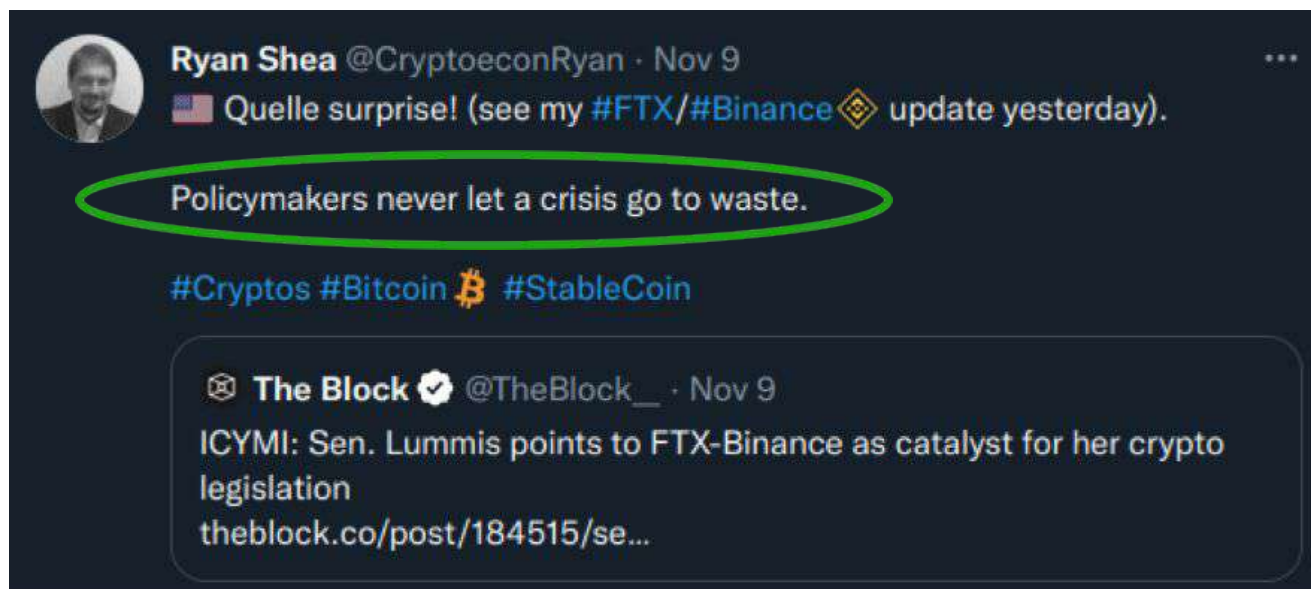 Ryan Shea @CryptoeconRyan · Nov 9
🇺🇸 Quelle surprise! (see my #FTX/#Binance update yesterday).
Policymakers never let a crisis go to waste.
#Cryptos #Bitcoin #StableCoin
The Block @TheBlock__ · Nov 9
ICYMI: Sen. Lummis points to FTX-Binance as catalyst for her crypto
legislation
theblock.co/post/184515/se...